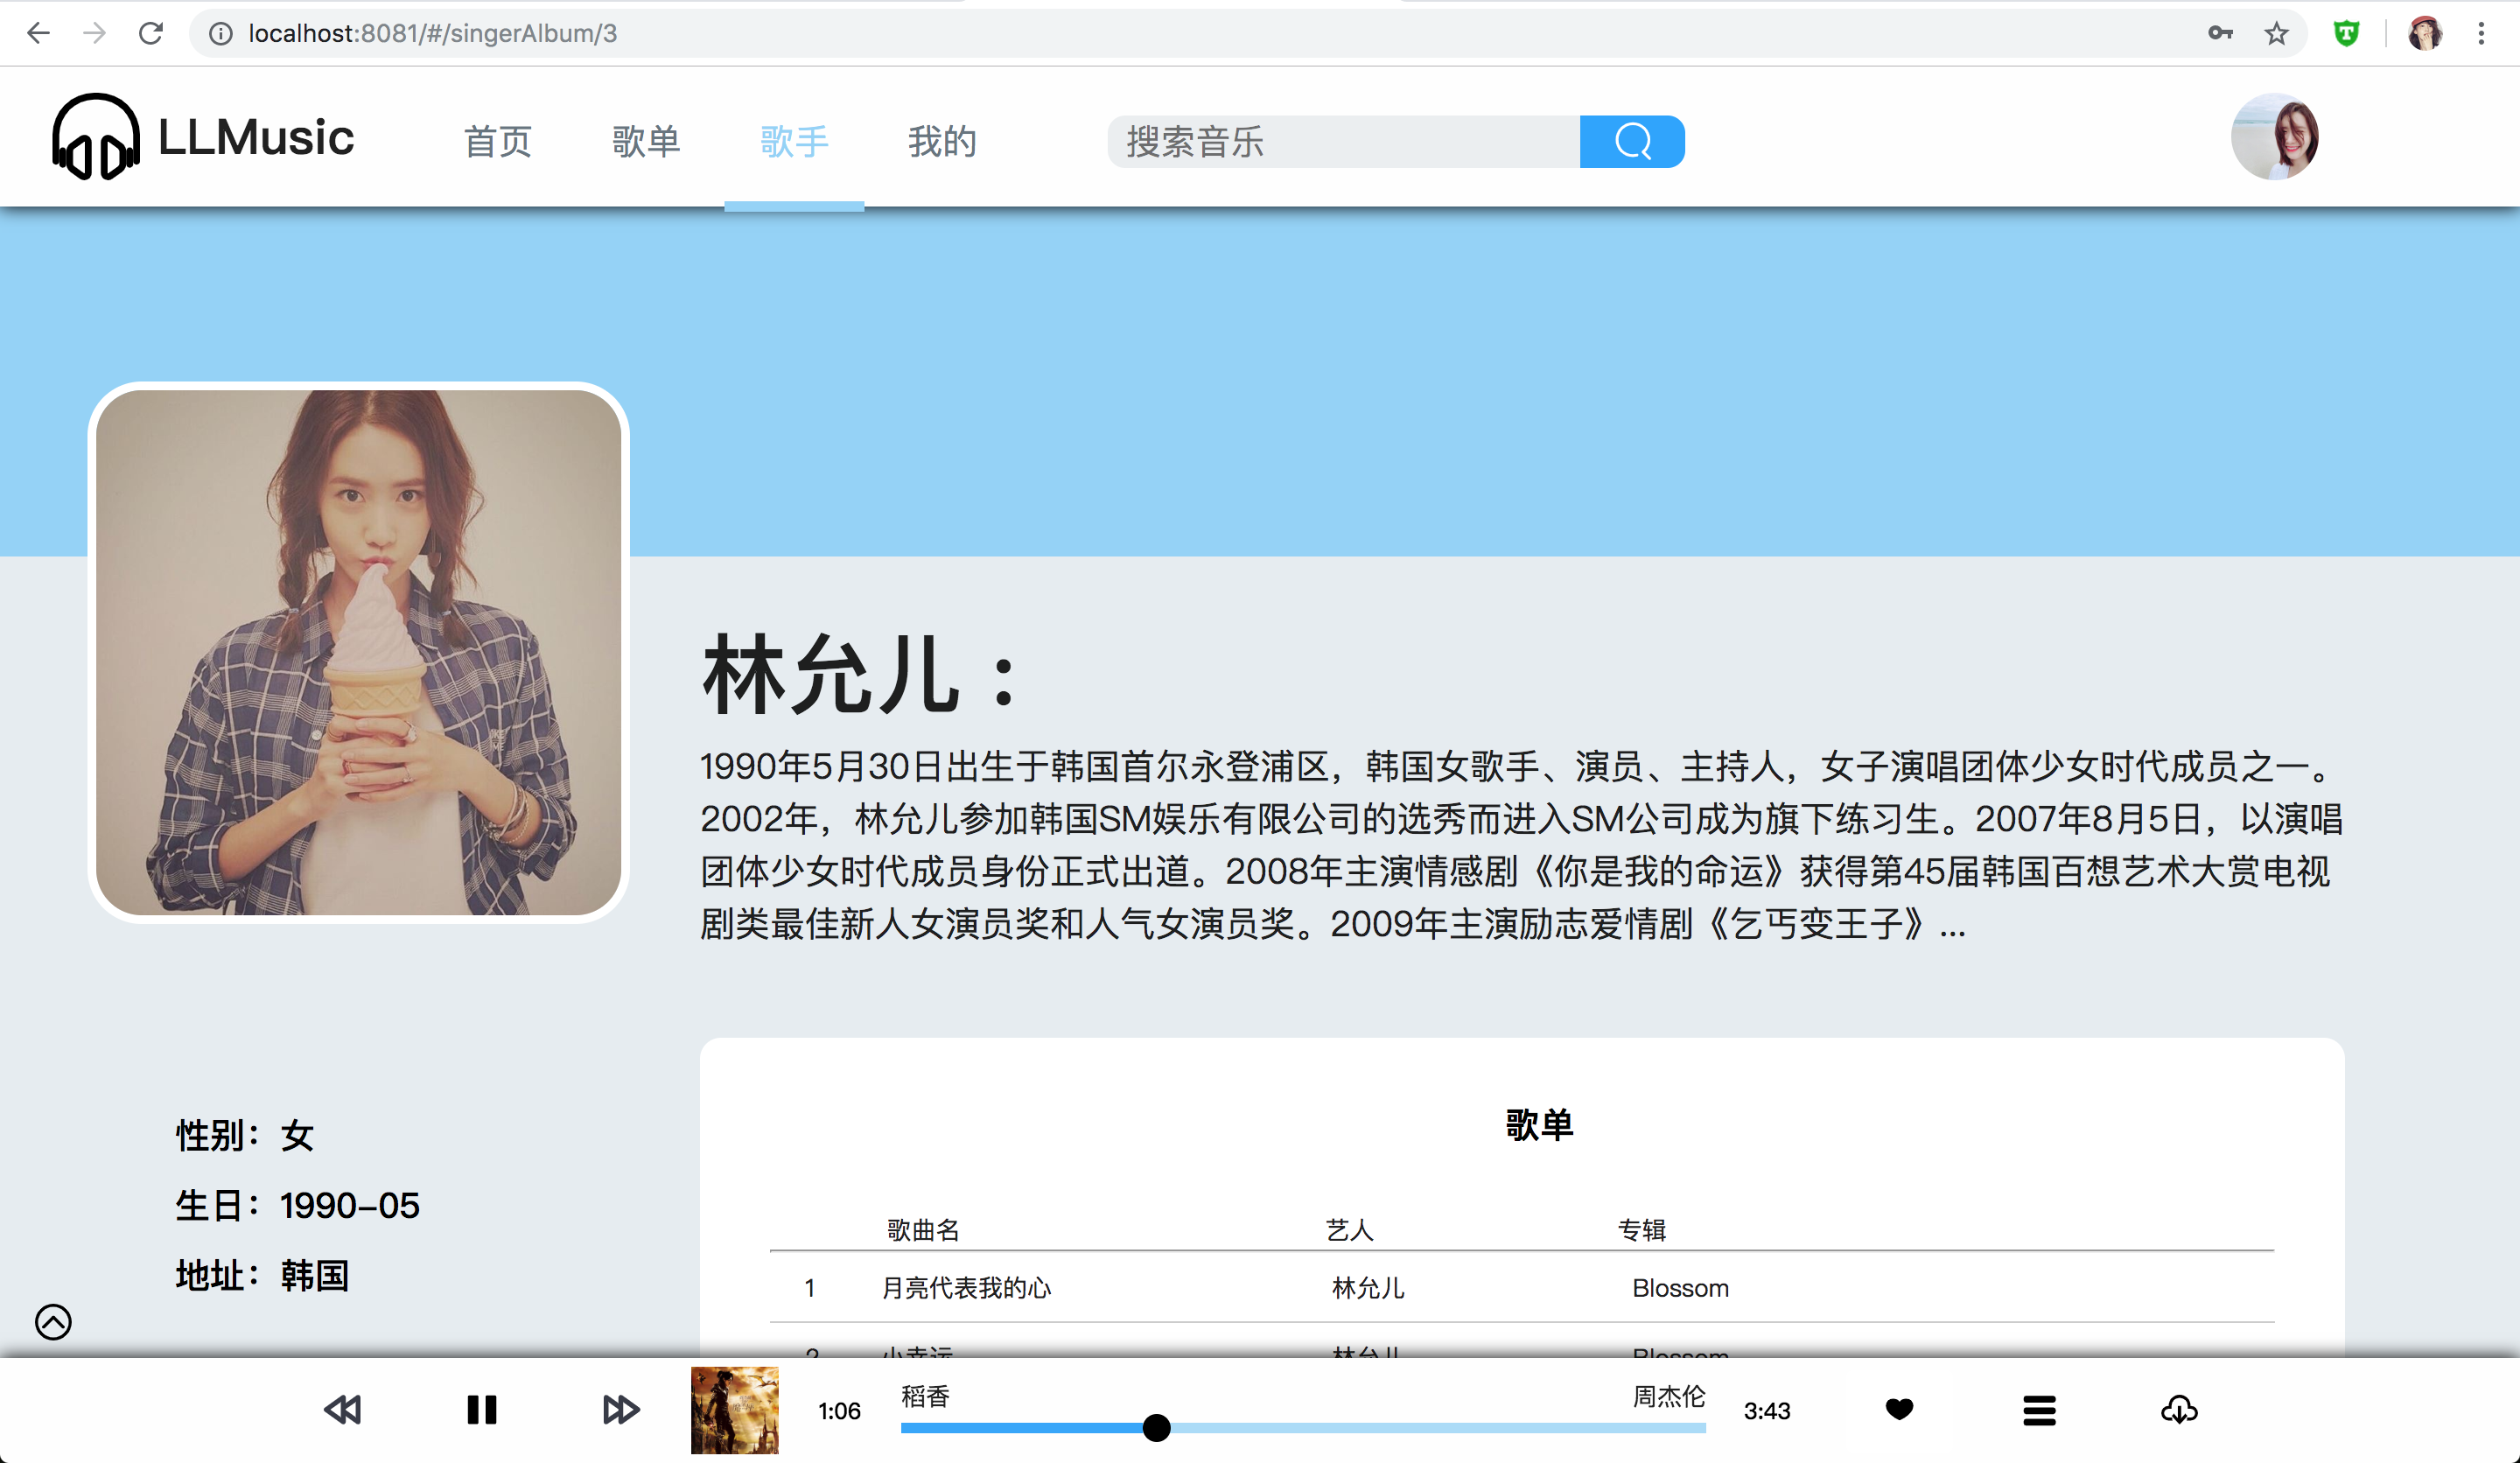 localhost:8081/#/singerAlbum/3
LLMusic
首页
歌单
歌手
我的
搜索音乐
林允儿：
1990年5月30日出生于韩国首尔永登浦区，韩国女歌手、演员、主持人，女子演唱团体少女时代成员之一。
2002年，林允儿参加韩国SM娱乐有限公司的选秀而进入SM公司成为旗下练习生。2007年8月5日，以演唱
团体少女时代成员身份正式出道。2008年主演情感剧《你是我的命运》获得第45届韩国百想艺术大赏电视
剧类最佳新人女演员奖和人气女演员奖。2009年主演励志爱情剧《乞丐变王子》...
性别：女
生日：1990-05
地址：韩国
歌单
歌曲名 艺人 专辑
1 月亮代表我的心 林允儿 Blossom
2 小幸运 林允儿 Blossom
1:06
稻香
周杰伦
3:43